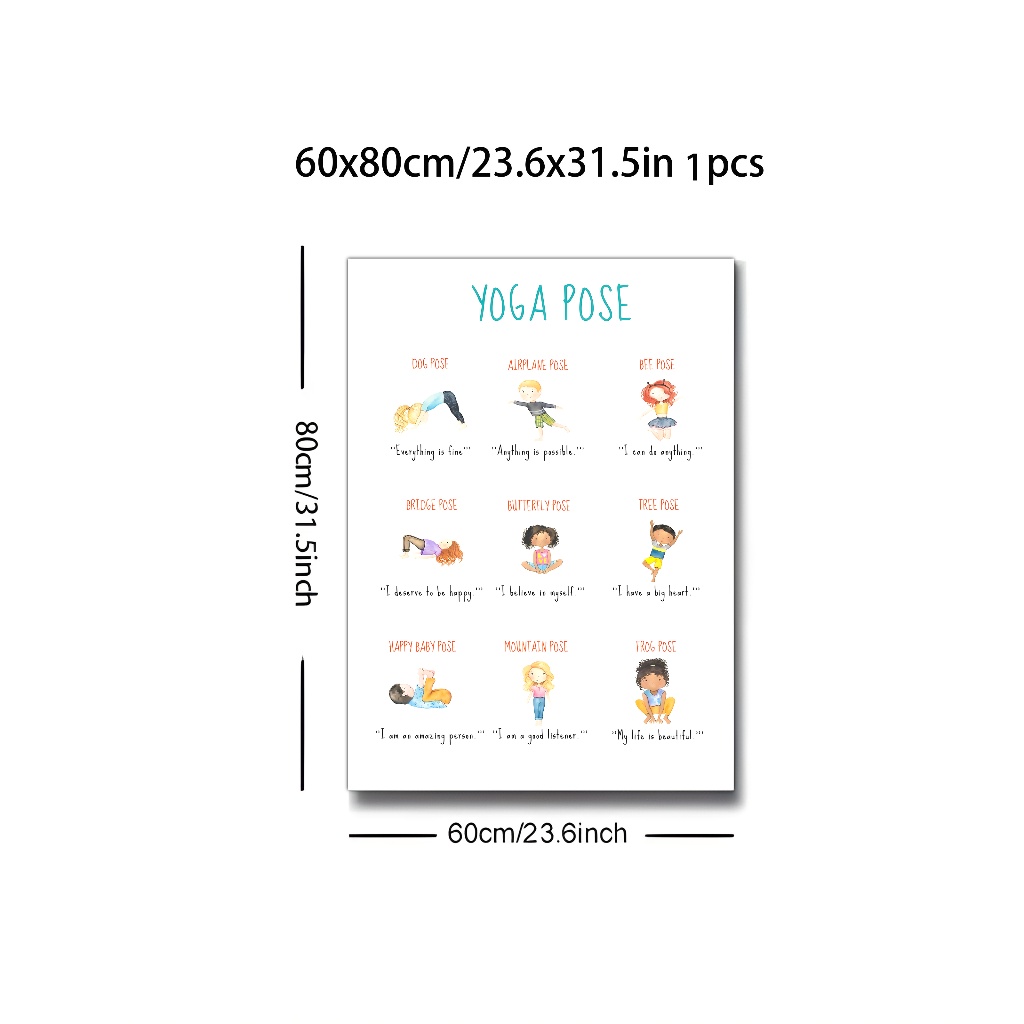 60x80cm/23.6x31.5in 1pcs
80cm/31.5inch
YOGA POSE
DOG POSE AIRPLANE POSE BEE POSE
"Everything is fine" "Anything is possible." "I can do anything."
BRIDGE POSE BUTTERFLY POSE TREE POSE
"I deserve to be happy." "I believe in myself." "I have a big heart."
HAPPY BABY POSE MOUNTAIN POSE FROG POSE
"I am an amazing person." "I am a good listener." "My life is beautiful."
60cm/23.6inch